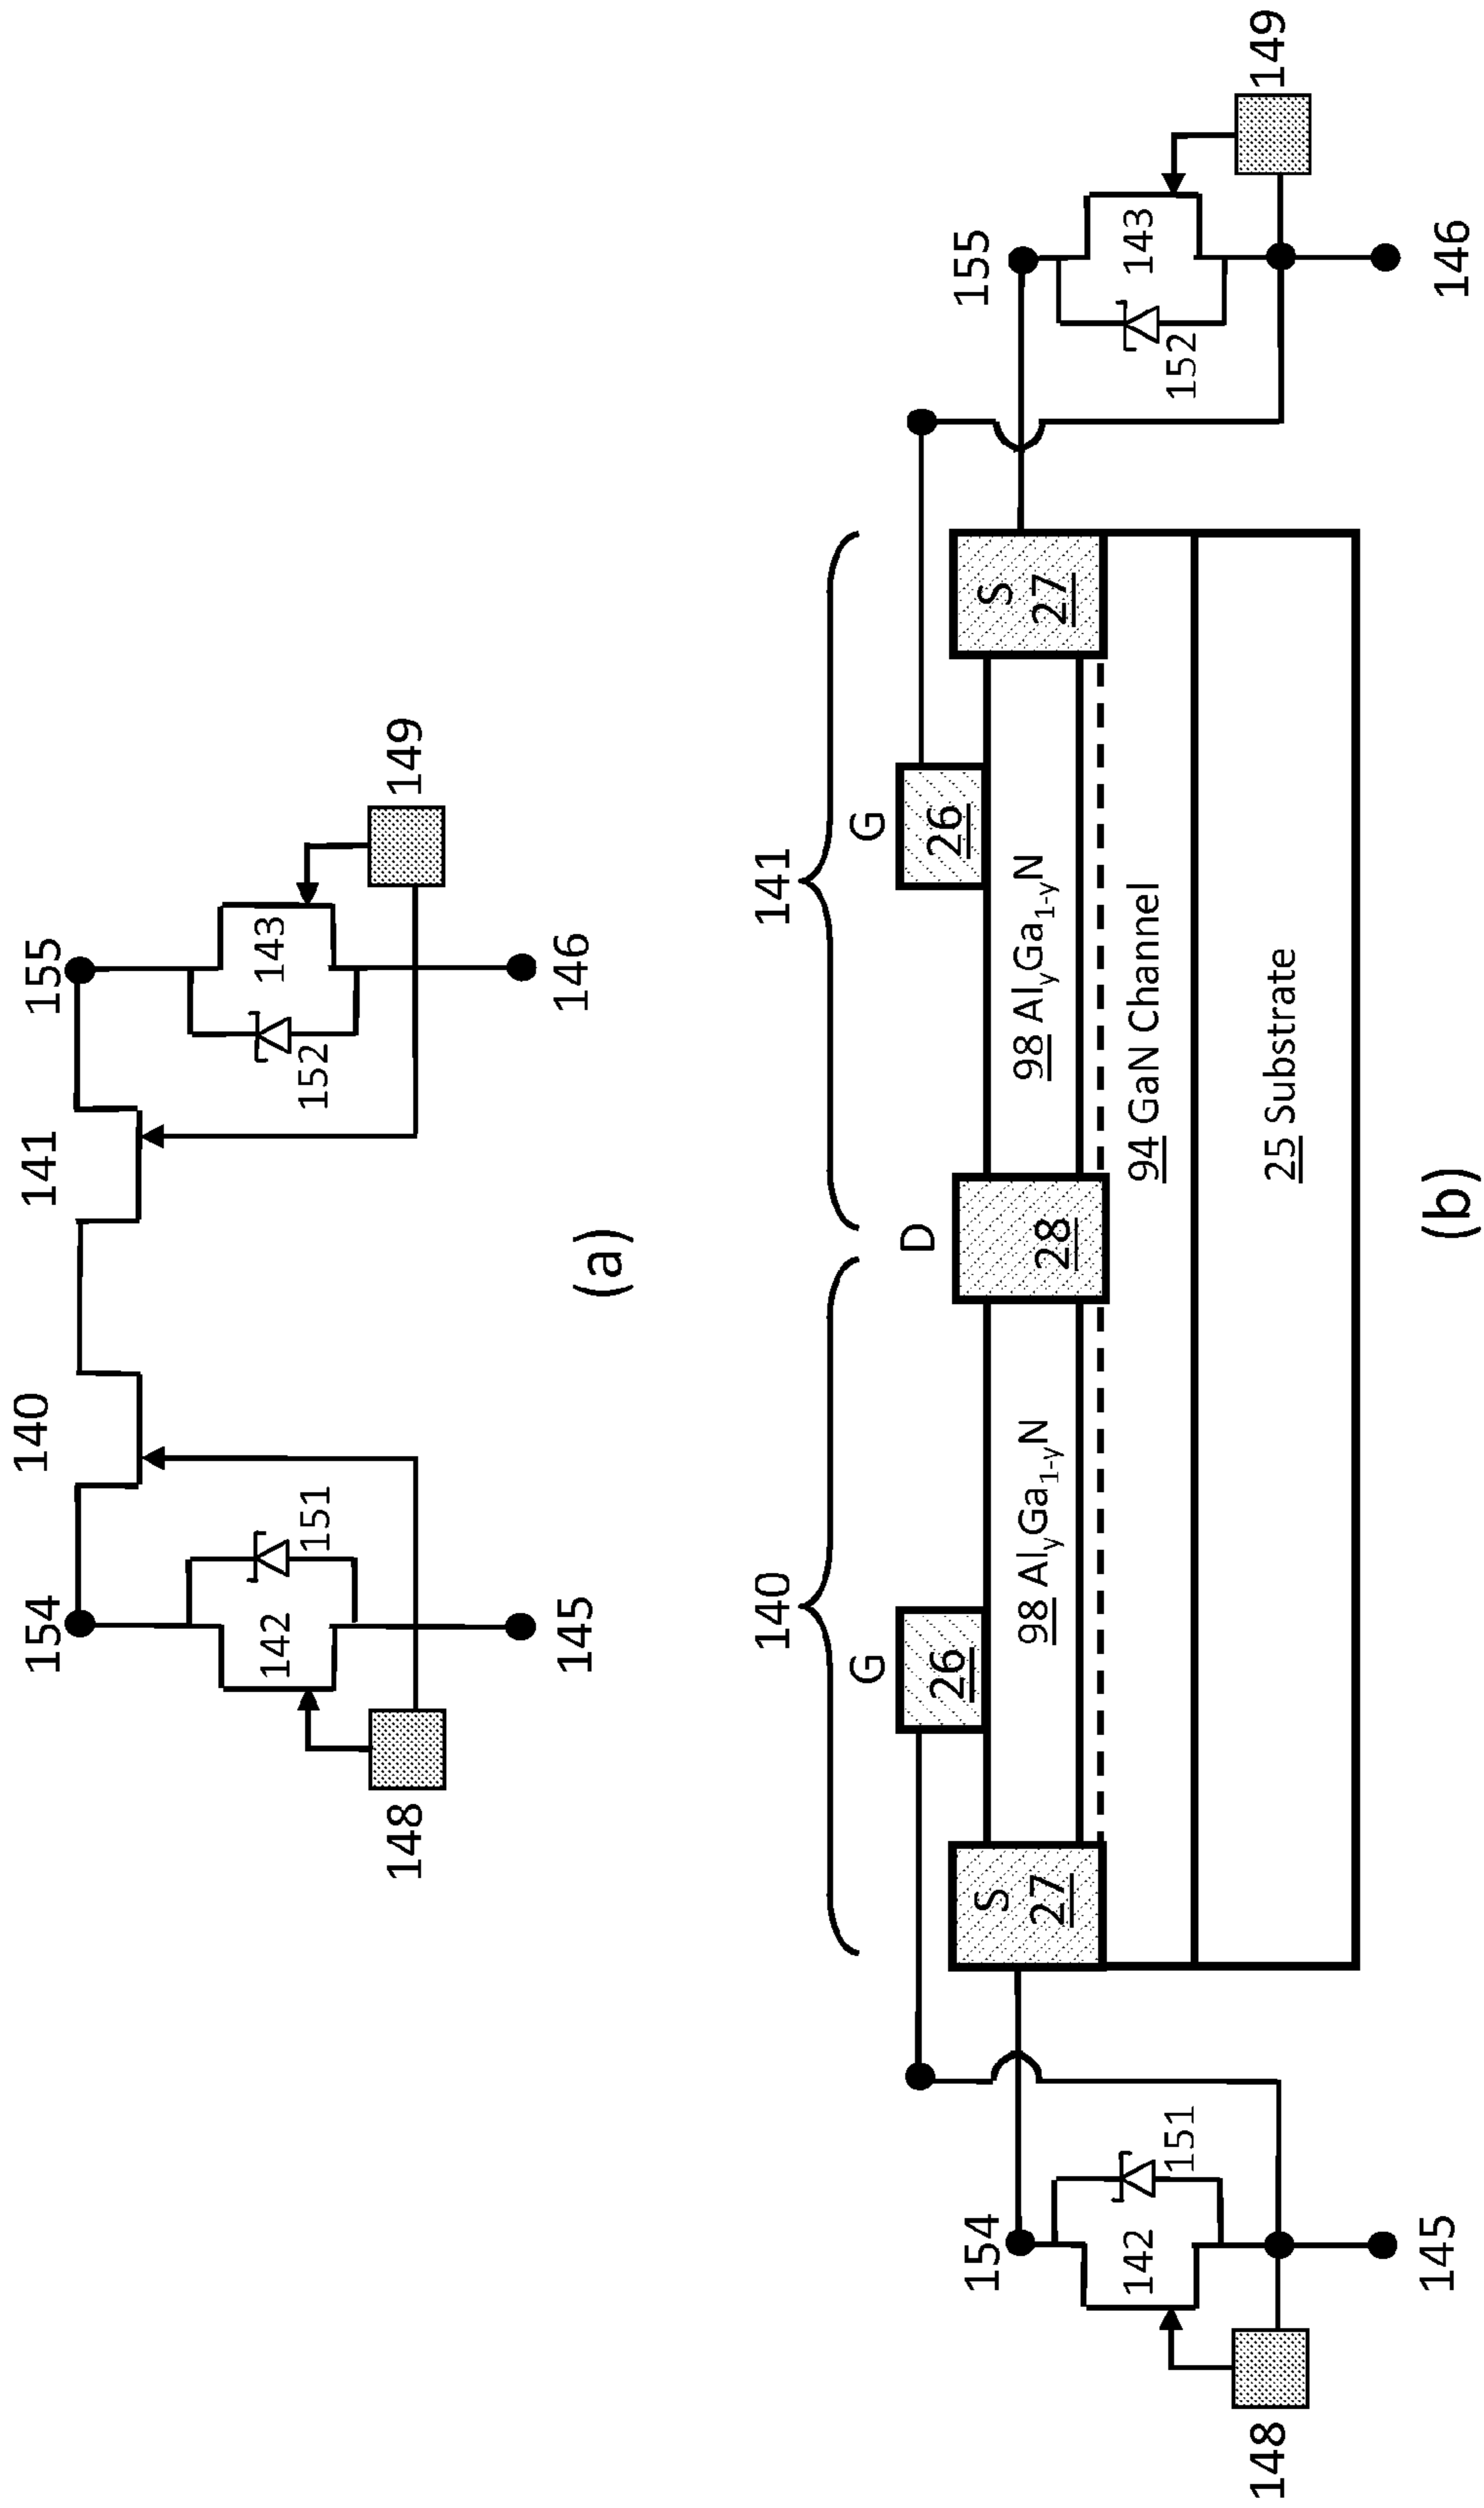 154
140
141
155
142
151
152
143
148
149
145
146
(a)
140
141
G
D
G
26
26
154
S
27
28
S
27
155
142
151
98 AlyGa1-yN
98 AlyGa1-yN
152
143
94 GaN Channel
148
25 Substrate
149
145
146
(b)